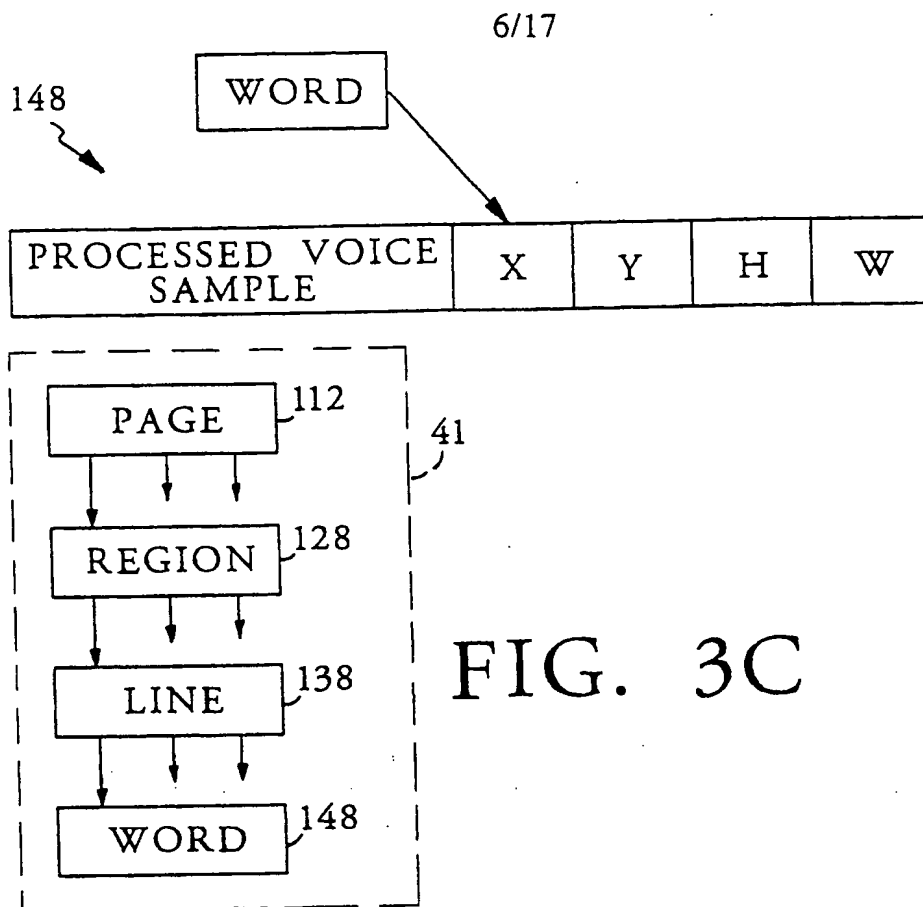 6/17
WORD
148
PROCESSED VOICE
SAMPLE
X Y H W
PAGE
112
41
REGION
128
LINE
138
WORD
148
FIG. 3C